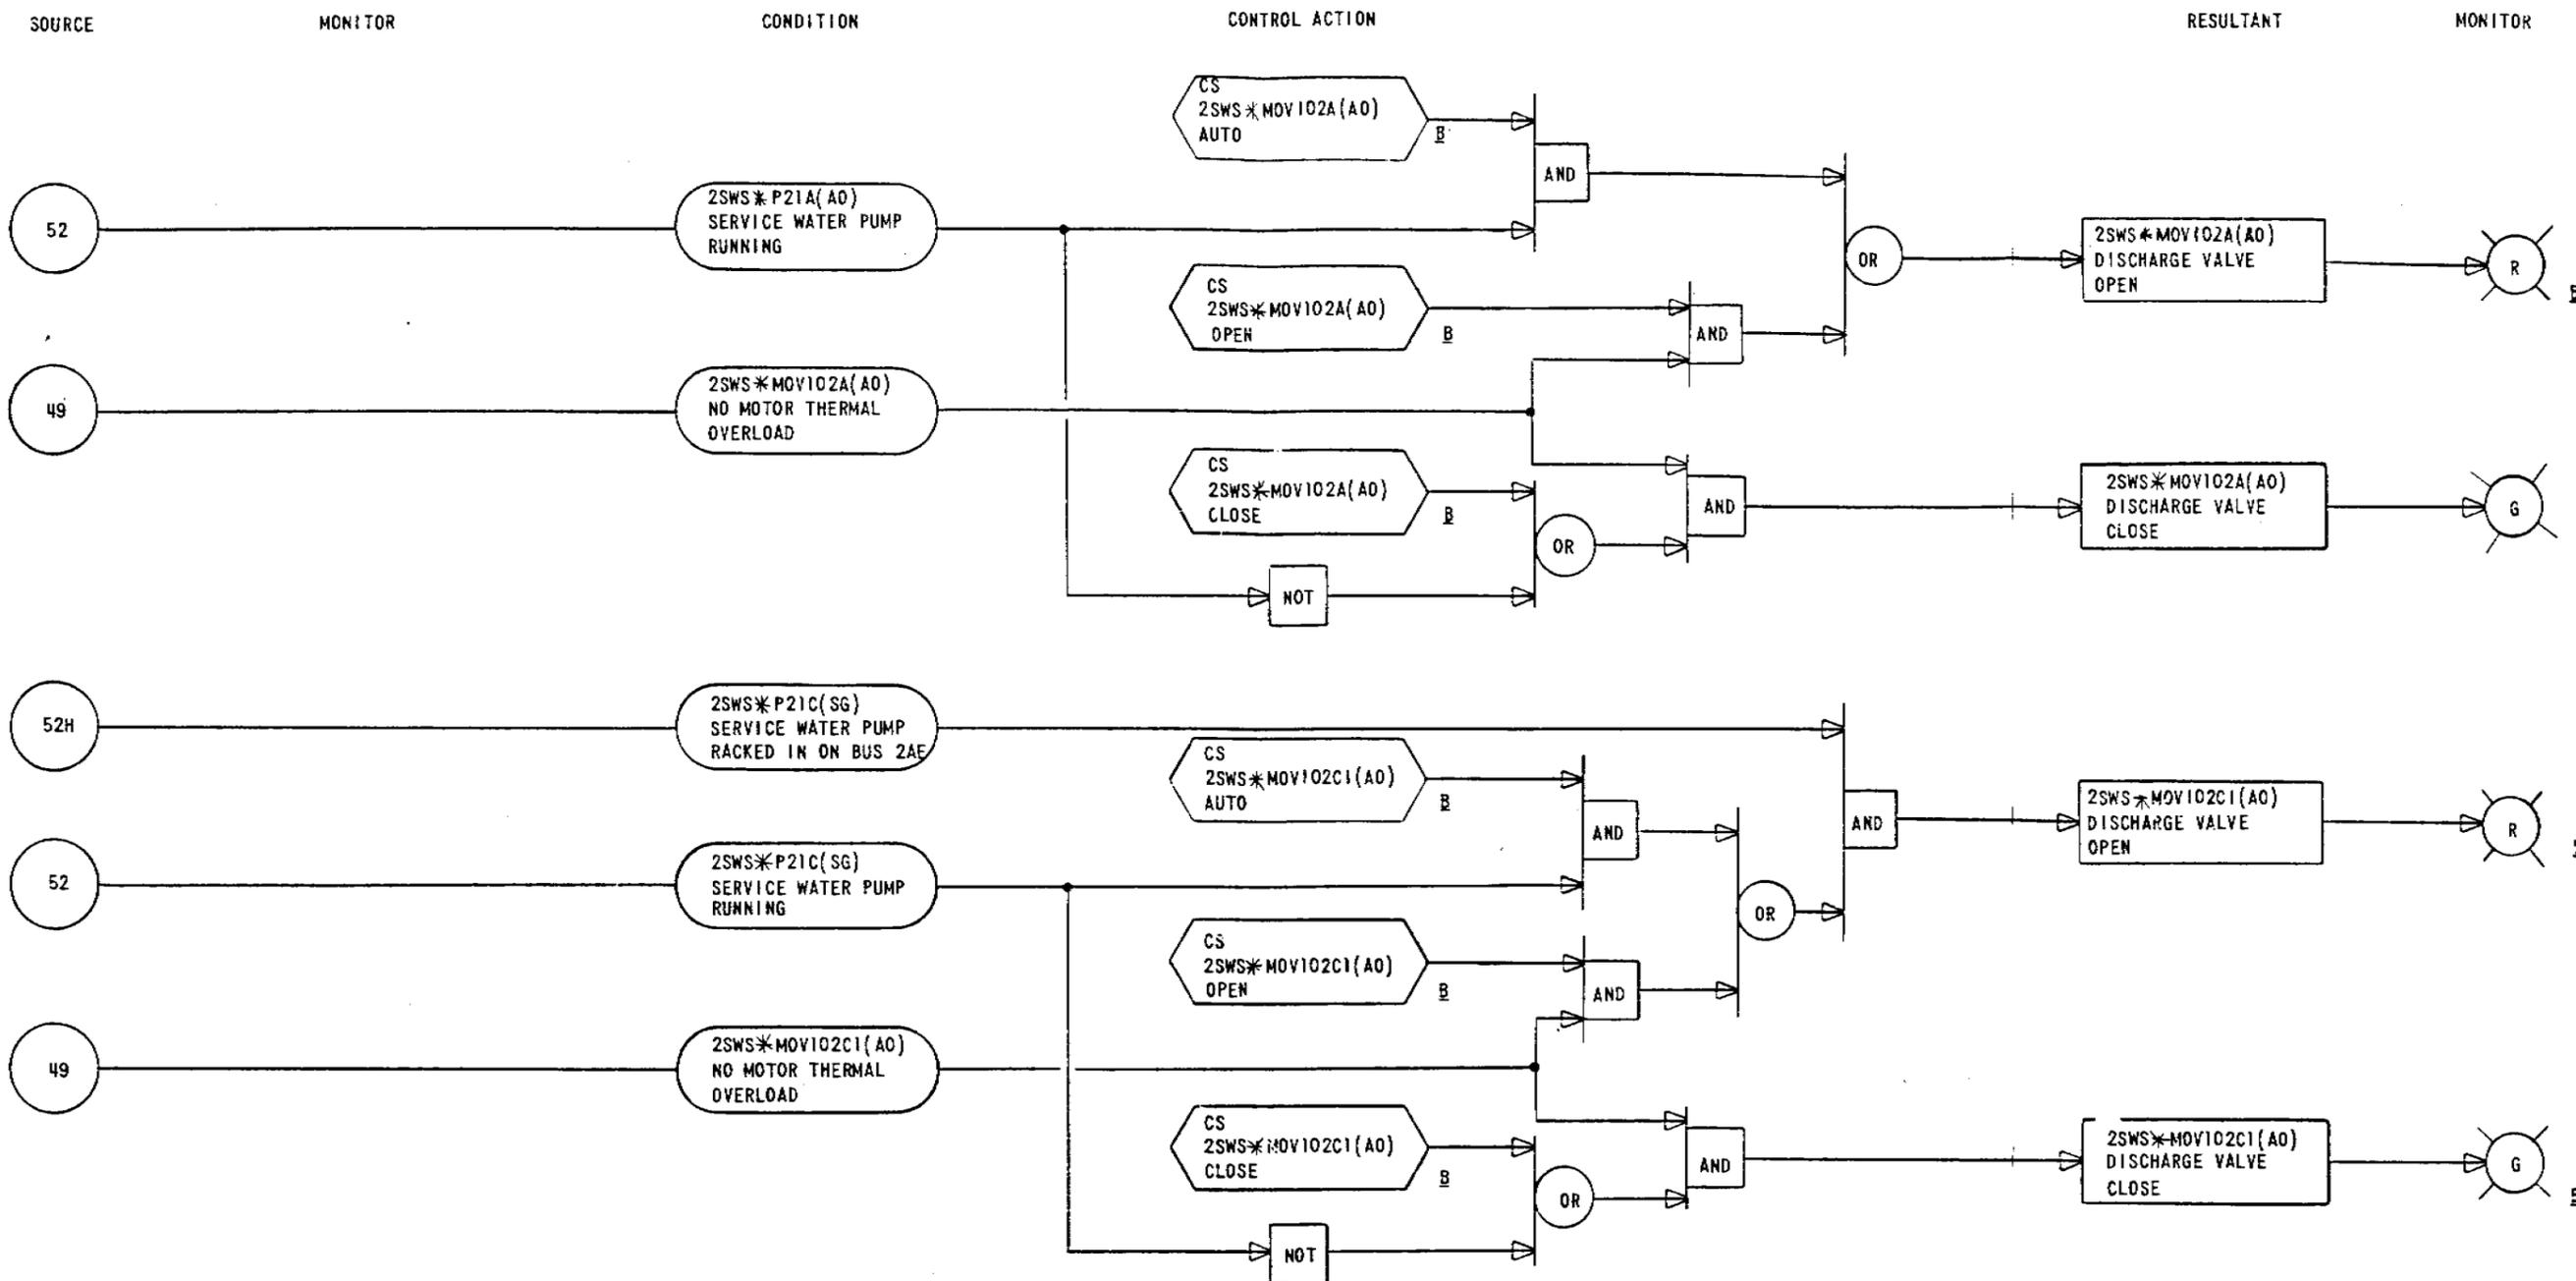 SOURCE MONITOR CONDITION CONTROL ACTION RESULTANT MONITOR
CS
2SWS*MOV102A(AO)
AUTO
B
AND
52
2SWS*P21A(AO)
SERVICE WATER PUMP
RUNNING
OR
2SWS*MOV102A(AO)
DISCHARGE VALVE
OPEN
R
CS
2SWS*MOV102A(AO)
OPEN
B
AND
49
2SWS*MOV102A(AO)
NO MOTOR THERMAL
OVERLOAD
CS
2SWS*MOV102A(AO)
CLOSE
B
AND
2SWS*MOV102A(AO)
DISCHARGE VALVE
CLOSE
G
OR
NOT
52H
2SWS*P21C(SG)
SERVICE WATER PUMP
RACKED IN ON BUS 2AE
CS
2SWS*MOV102C1(AO)
AUTO
B
AND
AND
2SWS*MOV102C1(AO)
DISCHARGE VALVE
OPEN
R
52
2SWS*P21C(SG)
SERVICE WATER PUMP
RUNNING
OR
CS
2SWS*MOV102C1(AO)
OPEN
B
AND
49
2SWS*MOV102C1(AO)
NO MOTOR THERMAL
OVERLOAD
CS
2SWS*MOV102C1(AO)
CLOSE
B
AND
2SWS*MOV102C1(AO)
DISCHARGE VALVE
CLOSE
G
OR
NOT